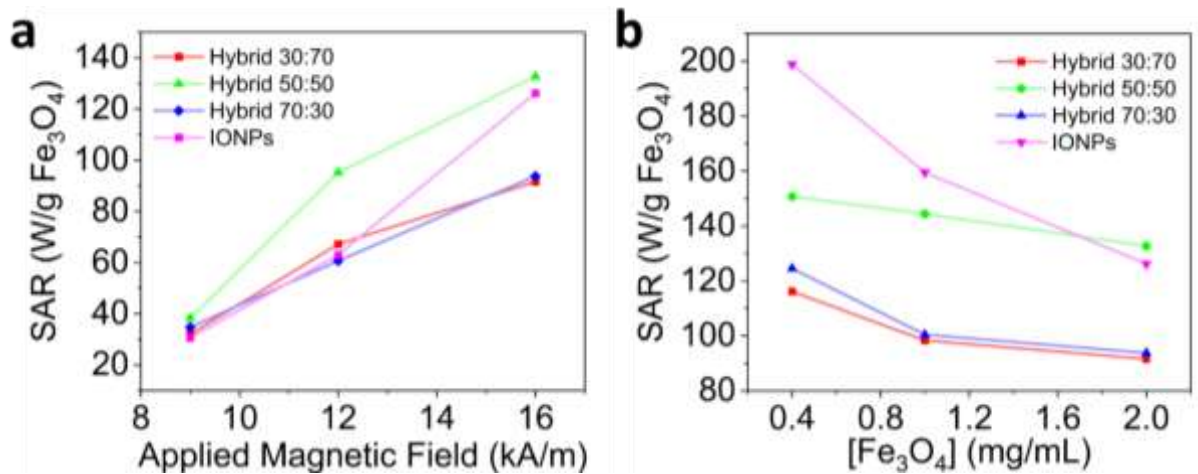 a
SAR (W/g Fe₃O₄)
140
120
100
80
60
40
20
Hybrid 30:70
Hybrid 50:50
Hybrid 70:30
IONPs
8 10 12 14 16
Applied Magnetic Field (kA/m)
b
SAR (W/g Fe₃O₄)
200
180
160
140
120
100
80
Hybrid 30:70
Hybrid 50:50
Hybrid 70:30
IONPs
0.4 0.8 1.2 1.6 2.0
[Fe₃O₄] (mg/mL)